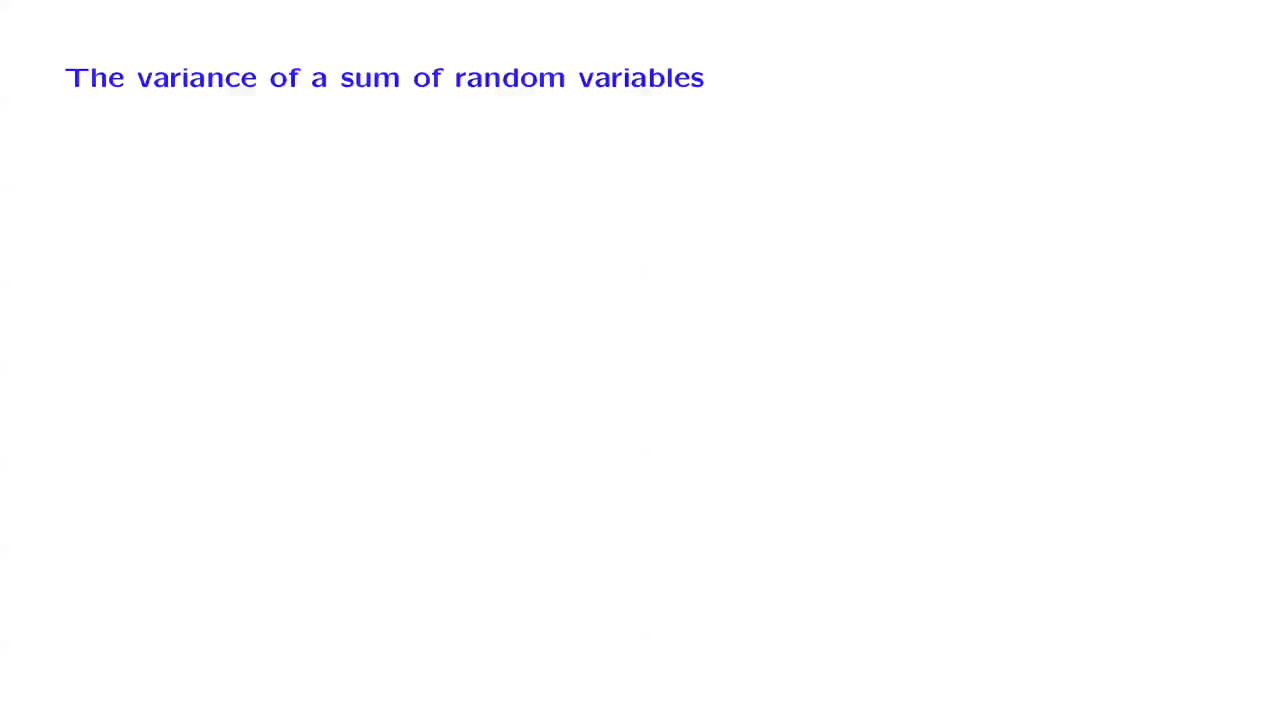 The variance of a sum of random variables